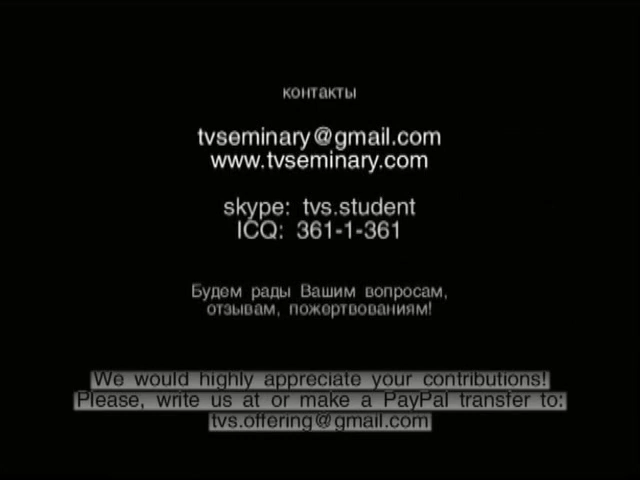 контакты
tvseminary@gmail.com
www.tvseminary.com
skype: tvs.student
ICQ: 361-1-361
Будем рады Вашим вопросам,
отзывам, пожертвованиям!
We would highly appreciate your contributions!
Please, write us at or make a PayPal transfer to:
tvs.offering@gmail.com